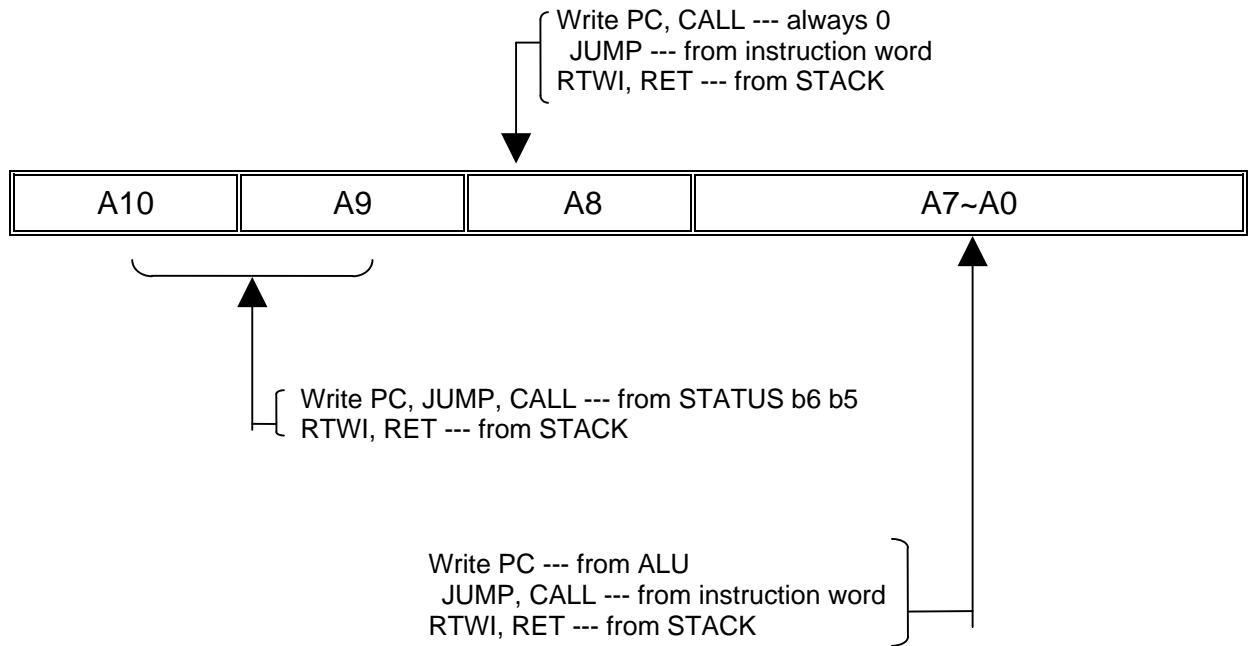 Write PC, CALL --- always 0
JUMP --- from instruction word
RTWI, RET --- from STACK
A10 A9 A8 A7~A0
Write PC, JUMP, CALL --- from STATUS b6 b5
RTWI, RET --- from STACK
Write PC --- from ALU
JUMP, CALL --- from instruction word
RTWI, RET --- from STACK